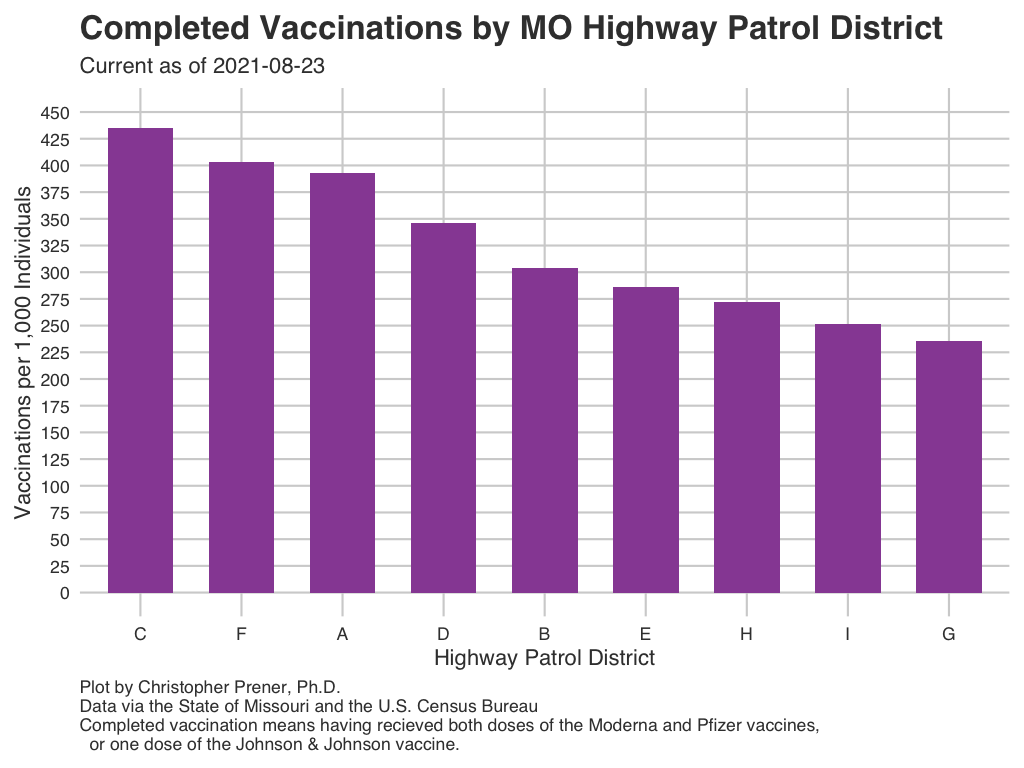 Completed Vaccinations by MO Highway Patrol District
Current as of 2021-08-23
Vaccinations per 1,000 Individuals
450
425
400
375
350
325
300
275
250
225
200
175
150
125
100
75
50
25
0
C F A D B E H I G
Highway Patrol District
Plot by Christopher Prener, Ph.D.
Data via the State of Missouri and the U.S. Census Bureau
Completed vaccination means having recieved both doses of the Moderna and Pfizer vaccines,
or one dose of the Johnson & Johnson vaccine.